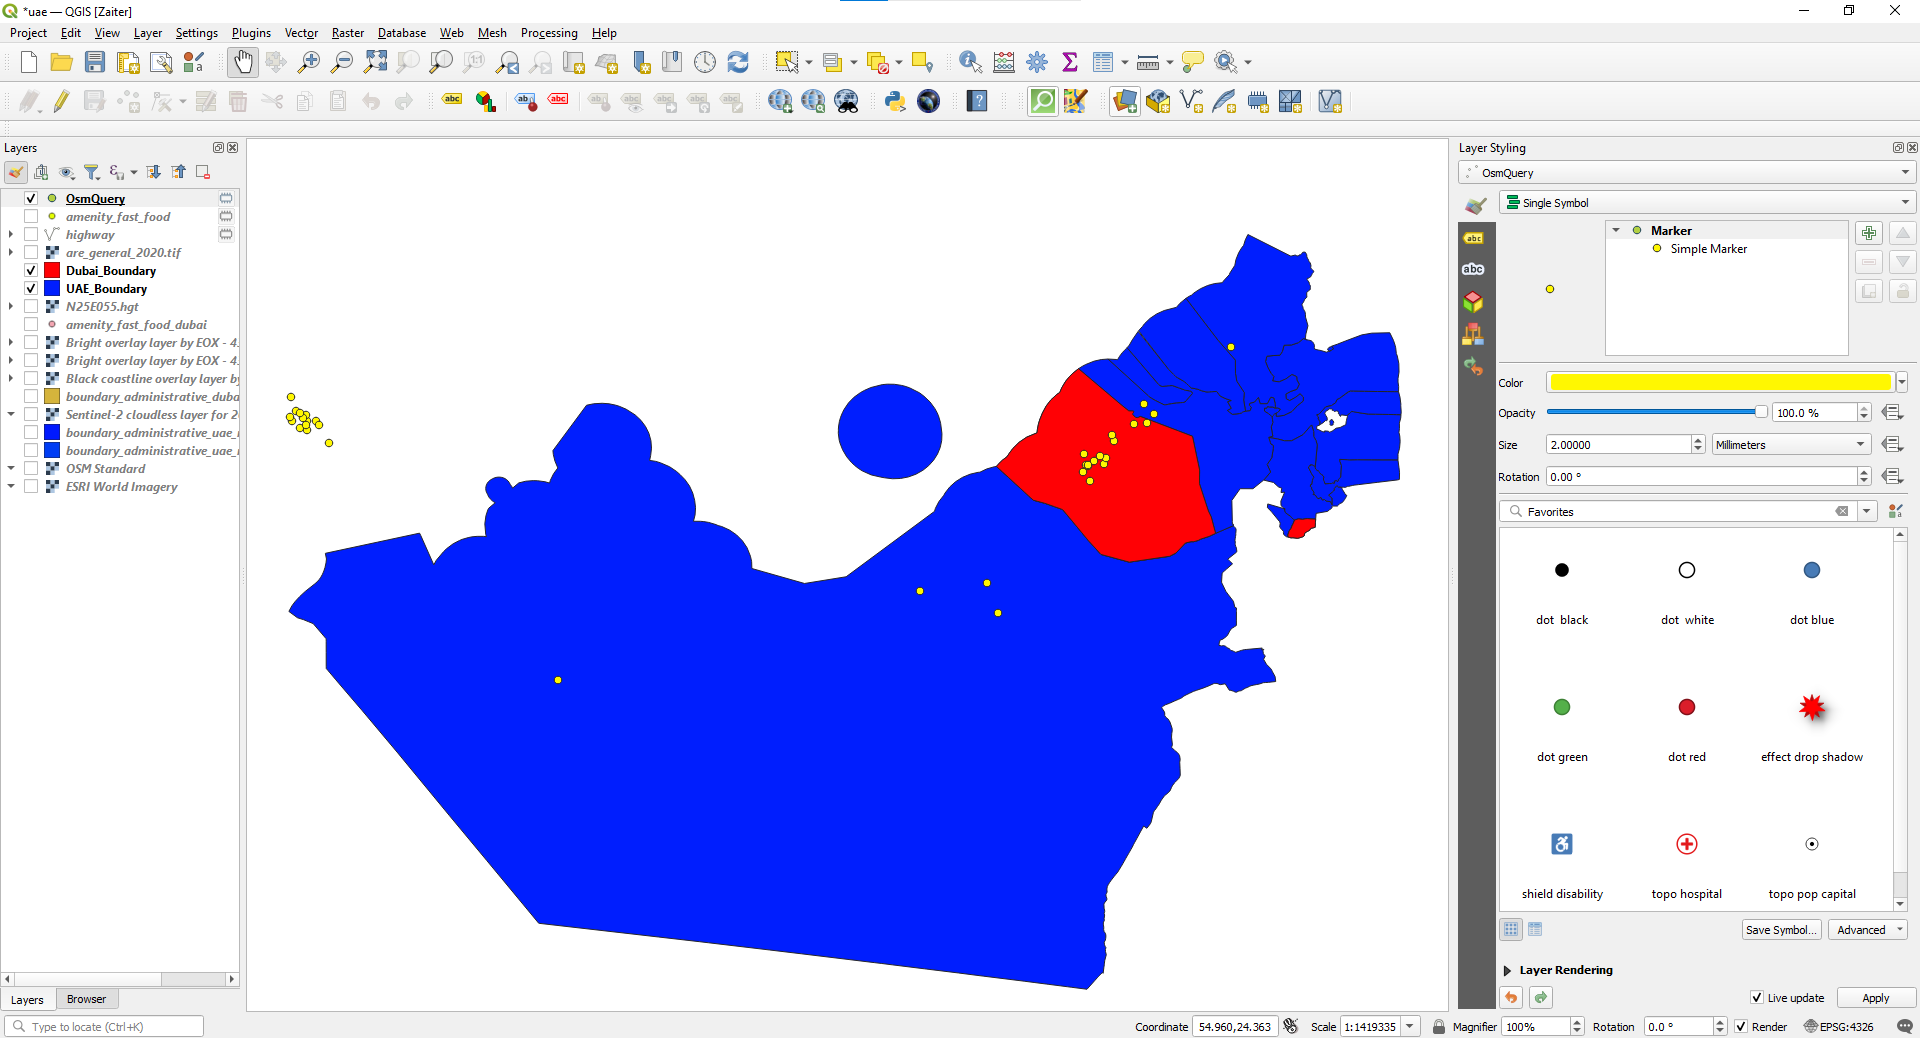 *uae — QGIS [Zaiter]
Project Edit View Layer Settings Plugins Vector Raster Database Web Mesh Processing Help
Layers
OsmQuery
amenity_fast_food
highway
are_general_2020.tif
Dubai_Boundary
UAE_Boundary
N25E055.hgt
amenity_fast_food_dubai
Bright overlay layer by EOX - 4.
Bright overlay layer by EOX - 4.
Black coastline overlay layer by
boundary_administrative_duba
Sentinel-2 cloudless layer for 2
boundary_administrative_uae_
boundary_administrative_uae_
OSM Standard
ESRI World Imagery
Layers Browser
Type to locate (Ctrl+K)
Layer Styling
OsmQuery
Single Symbol
Marker
Simple Marker
Color
Opacity 100.0 %
Size 2.00000 Millimeters
Rotation 0.00 °
Favorites
dot black dot white dot blue
dot green dot red effect drop shadow
shield disability topo hospital topo pop capital
Save Symbol... Advanced
Layer Rendering
Live update Apply
Coordinate 54.960,24.363 Scale 1:1419335 Magnifier 100% Rotation 0.0 ° Render EPSG:4326